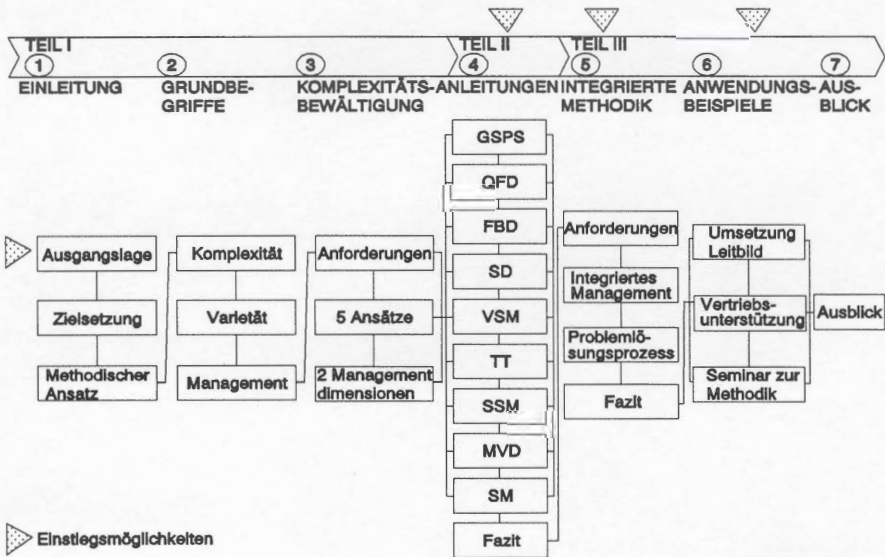 TEIL I
TEIL II
TEIL III
1
2
3
4
5
6
7
EINLEITUNG
GRUNDBE-
GRIFFE
KOMPLEXITÄTS-
BEWÄLTIGUNG
ANLEITUNGEN
INTEGRIERTE
METHODIK
ANWENDUNGS-
BEISPIELE
AUS-
BLICK
Ausgangslage
Zielsetzung
Methodischer
Ansatz
Komplexität
Varietät
Management
Anforderungen
5 Ansätze
2 Management
dimensionen
GSPS
QFD
FBD
SD
VSM
TT
SSM
MVD
SM
Fazit
Anforderungen
Integriertes
Management
Problemlö-
sungsprozess
Fazit
Umsetzung
Leitbild
Vertriebs-
unterstützung
Seminar zur
Methodik
Ausblick
Einstiegsmöglichkeiten